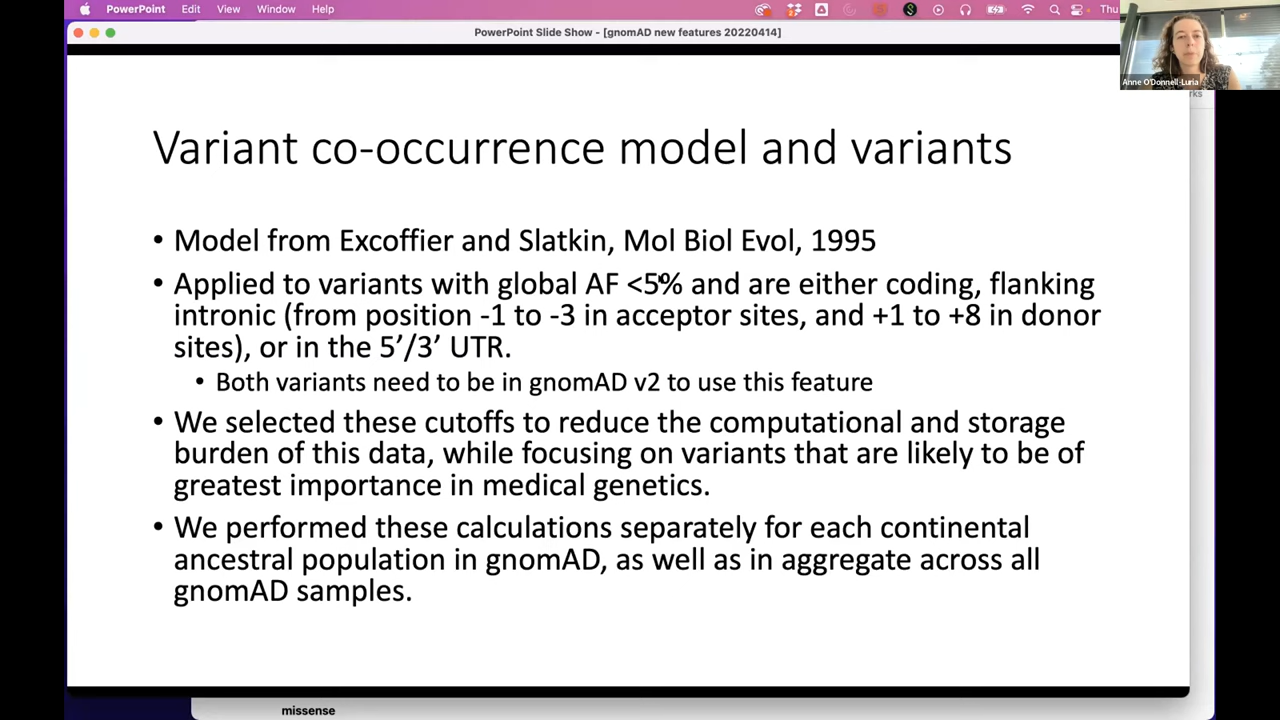 PowerPoint Edit View Window Help Thu
PowerPoint Slide Show - [gnomAD new features 20220414]
Anne O'Donnell-Luria
rks
Variant co-occurrence model and variants
• Model from Excoffier and Slatkin, Mol Biol Evol, 1995
• Applied to variants with global AF <5% and are either coding, flanking
intronic (from position -1 to -3 in acceptor sites, and +1 to +8 in donor
sites), or in the 5’/3’ UTR.
• Both variants need to be in gnomAD v2 to use this feature
• We selected these cutoffs to reduce the computational and storage
burden of this data, while focusing on variants that are likely to be of
greatest importance in medical genetics.
• We performed these calculations separately for each continental
ancestral population in gnomAD, as well as in aggregate across all
gnomAD samples.
missense